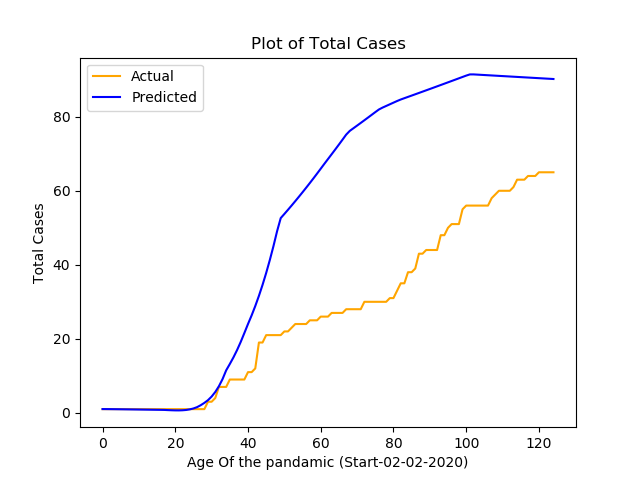 Plot of Total Cases
Actual
Predicted
80
60
40
20
0
Total Cases
0 20 40 60 80 100 120
Age Of the pandamic (Start-02-02-2020)